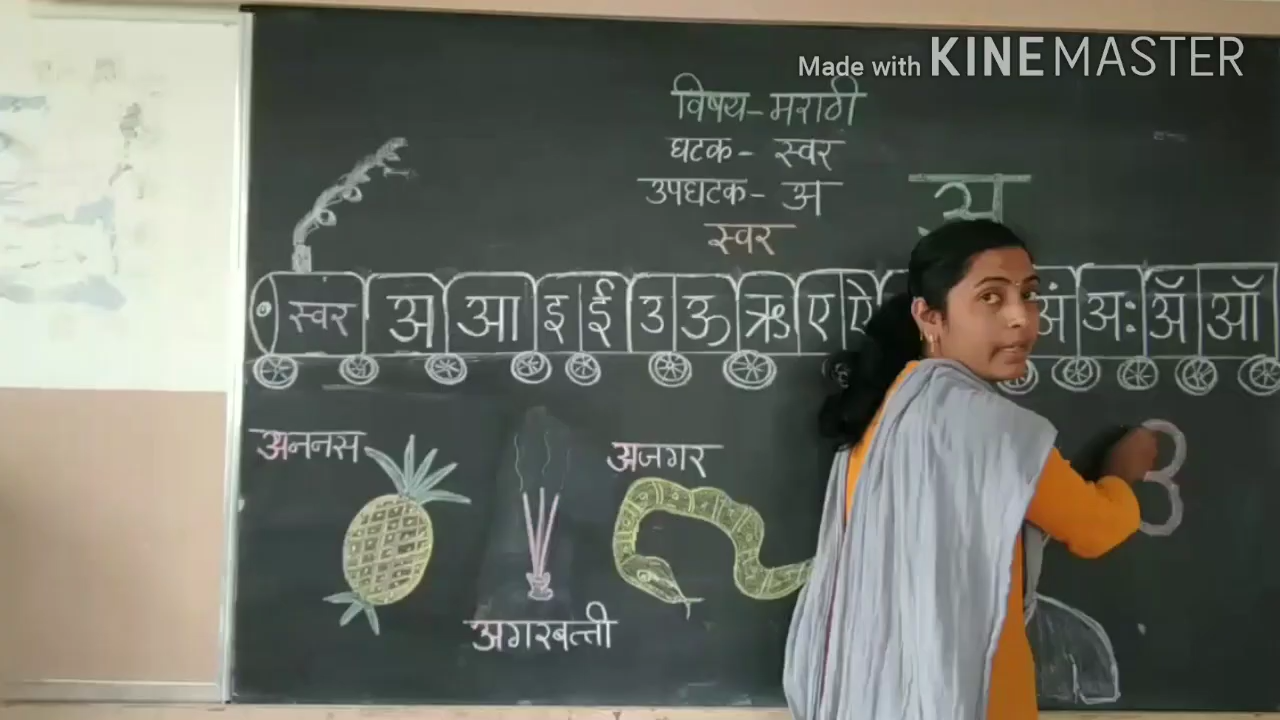 Made with KINEMASTER
विषय - मराठी
घटक - स्वर
उपघटक - अ
स्वर
स्वर अ आ इ ई उ ऊ ऋ ए ऐ अं अः ॲ ऑ
अननस
अजगर
अगरबत्ती